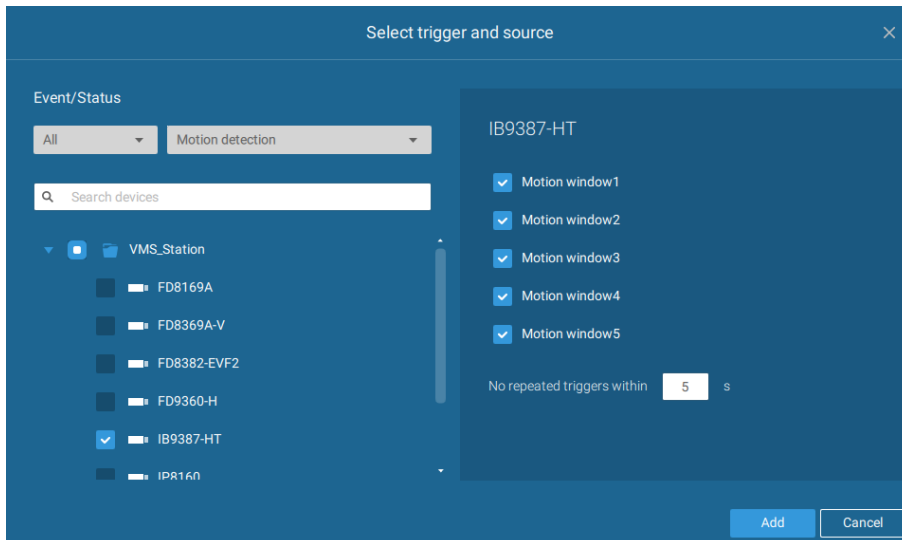 Select trigger and source
Event/Status
All
Motion detection
Search devices
VMS_Station
FD8169A
FD8369A-V
FD8382-EVF2
FD9360-H
IB9387-HT
IP8160
IB9387-HT
Motion window1
Motion window2
Motion window3
Motion window4
Motion window5
No repeated triggers within 5 s
Add
Cancel